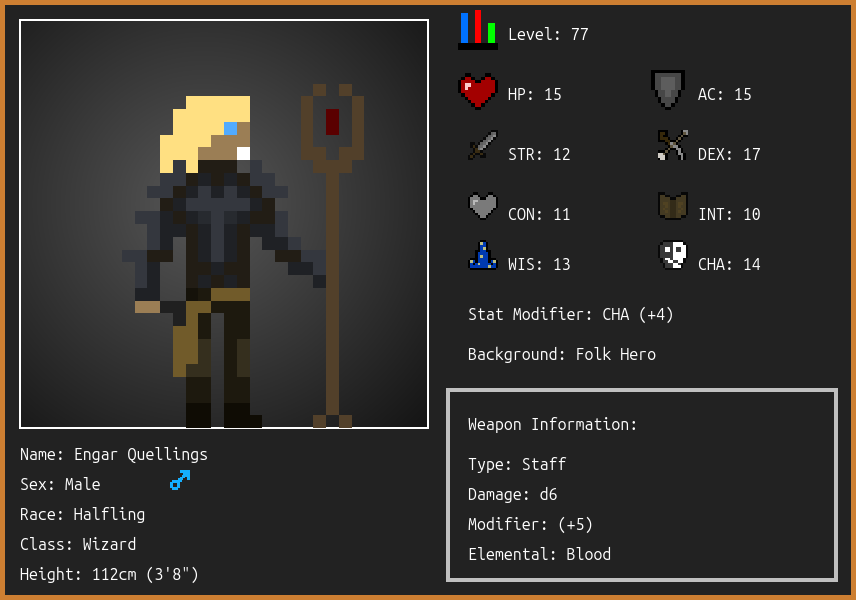 Level: 77
HP: 15
AC: 15
STR: 12
DEX: 17
CON: 11
INT: 10
WIS: 13
CHA: 14
Stat Modifier: CHA (+4)
Background: Folk Hero
Weapon Information:
Type: Staff
Damage: d6
Modifier: (+5)
Elemental: Blood
Name: Engar Quellings
Sex: Male
Race: Halfling
Class: Wizard
Height: 112cm (3'8")